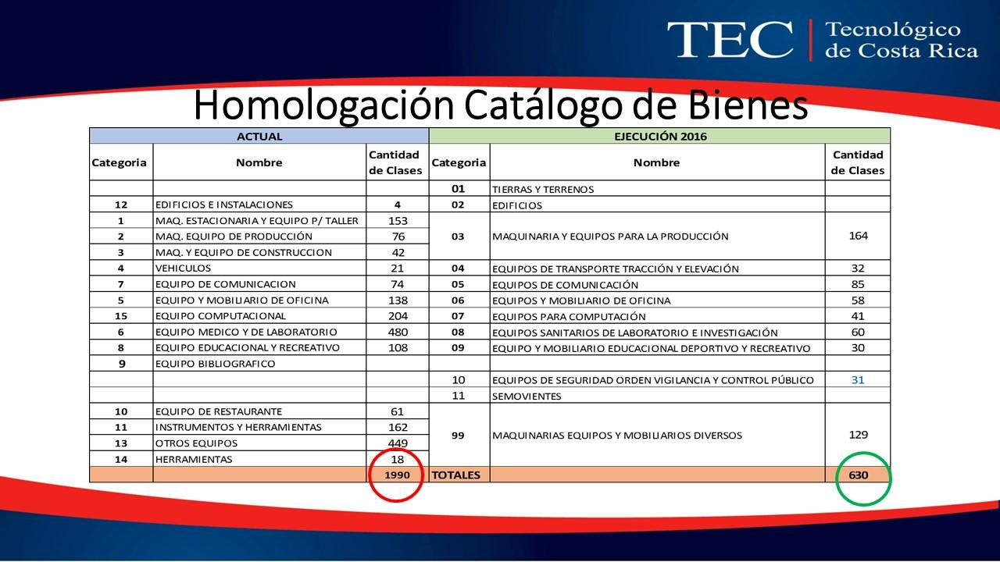 TEC Tecnológico
de Costa Rica
Homologación Catálogo de Bienes
ACTUAL EJECUCIÓN 2016
Categoria Nombre Cantidad de Clases Categoria Nombre Cantidad de Clases
01 TIERRAS Y TERRENOS
12 EDIFICIOS E INSTALACIONES 4 02 EDIFICIOS
1 MAQ. ESTACIONARIA Y EQUIPO P/ TALLER 153
2 MAQ. EQUIPO DE PRODUCCIÓN 76 03 MAQUINARIA Y EQUIPOS PARA LA PRODUCCIÓN 164
3 MAQ. Y EQUIPO DE CONSTRUCCION 42
4 VEHICULOS 21 04 EQUIPOS DE TRANSPORTE TRACCIÓN Y ELEVACIÓN 32
7 EQUIPO DE COMUNICACION 74 05 EQUIPOS DE COMUNICACIÓN 85
5 EQUIPO Y MOBILIARIO DE OFICINA 138 06 EQUIPOS Y MOBILIARIO DE OFICINA 58
15 EQUIPO COMPUTACIONAL 204 07 EQUIPOS PARA COMPUTACIÓN 41
6 EQUIPO MEDICO Y DE LABORATORIO 480 08 EQUIPOS SANITARIOS DE LABORATORIO E INVESTIGACIÓN 60
8 EQUIPO EDUCACIONAL Y RECREATIVO 108 09 EQUIPO Y MOBILIARIO EDUCACIONAL DEPORTIVO Y RECREATIVO 30
9 EQUIPO BIBLIOGRAFICO
10 EQUIPOS DE SEGURIDAD ORDEN VIGILANCIA Y CONTROL PÚBLICO 31
11 SEMOVIENTES
10 EQUIPO DE RESTAURANTE 61
11 INSTRUMENTOS Y HERRAMIENTAS 162 99 MAQUINARIAS EQUIPOS Y MOBILIARIOS DIVERSOS 129
13 OTROS EQUIPOS 449
14 HERRAMIENTAS 18
1990 TOTALES 630